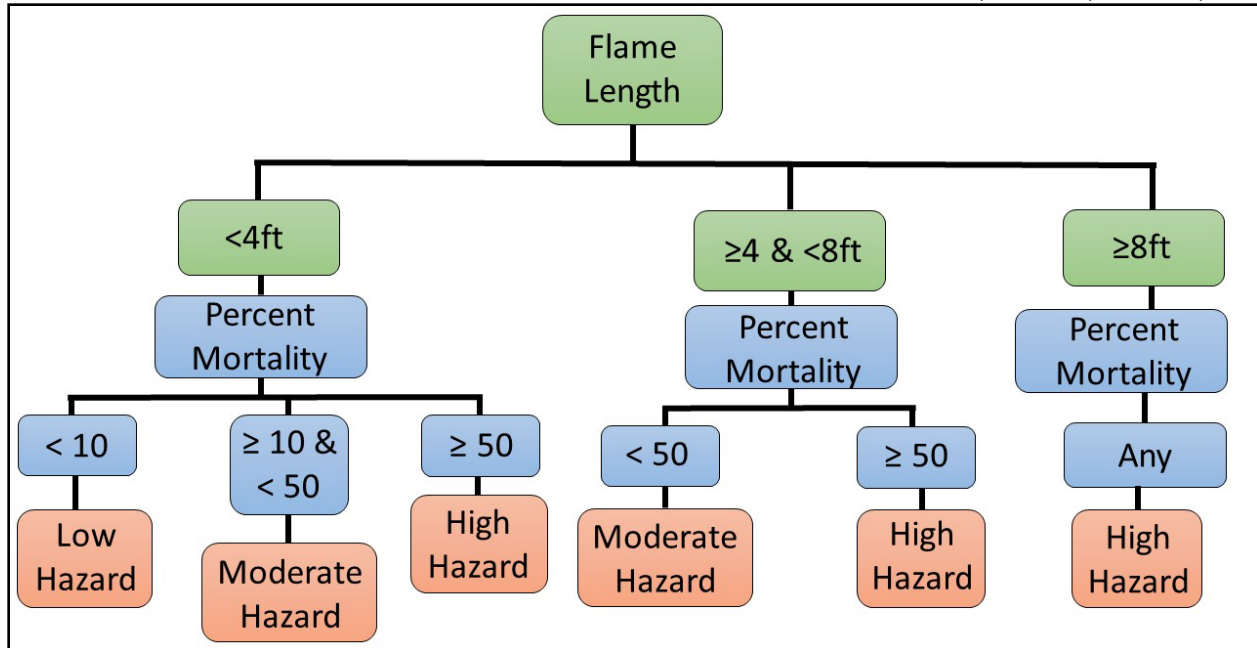 Flame
Length
<4ft
≥4 & <8ft
≥8ft
Percent
Mortality
Percent
Mortality
Percent
Mortality
< 10
≥ 10 &
< 50
≥ 50
< 50
≥ 50
Any
Low
Hazard
Moderate
Hazard
High
Hazard
Moderate
Hazard
High
Hazard
High
Hazard